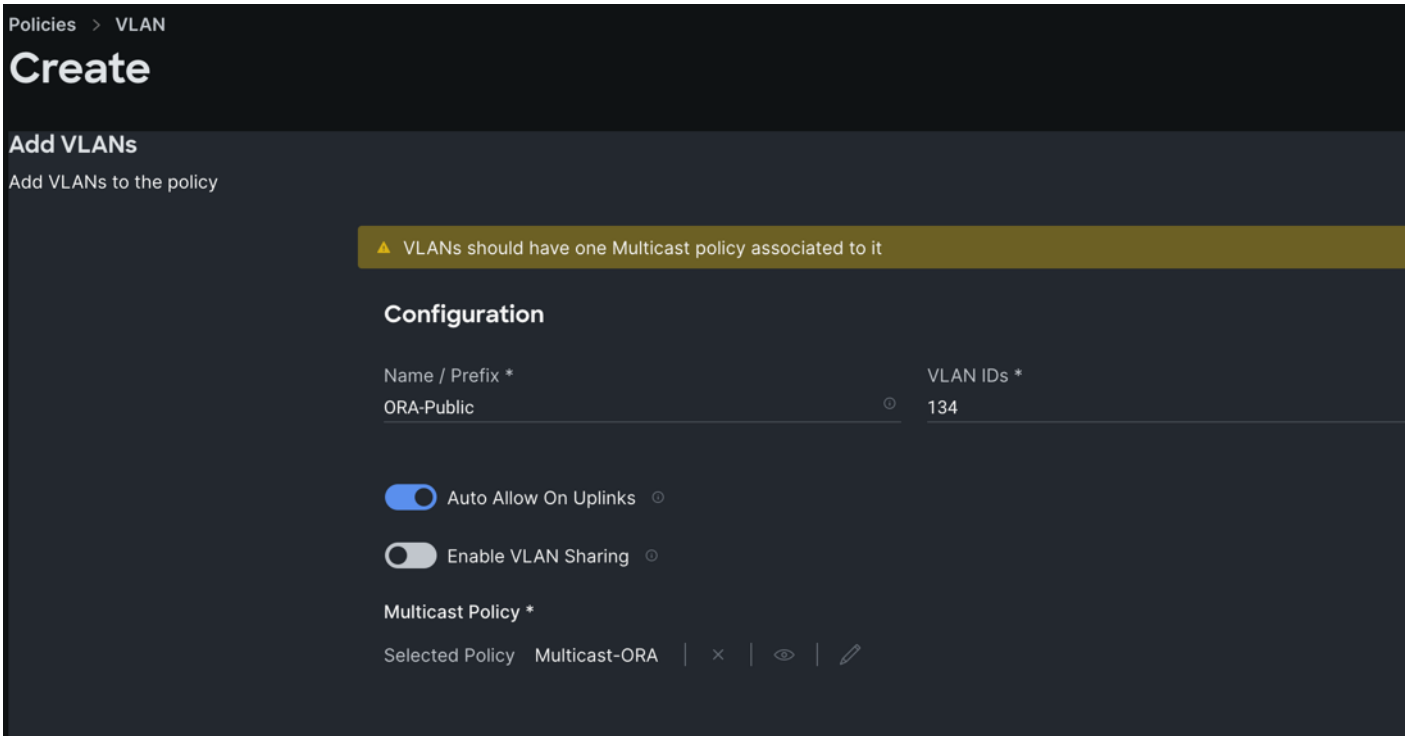 Policies > VLAN
Create
Add VLANs
Add VLANs to the policy
VLANs should have one Multicast policy associated to it
Configuration
Name / Prefix * VLAN IDs *
ORA-Public 134
Auto Allow On Uplinks
Enable VLAN Sharing
Multicast Policy *
Selected Policy Multicast-ORA